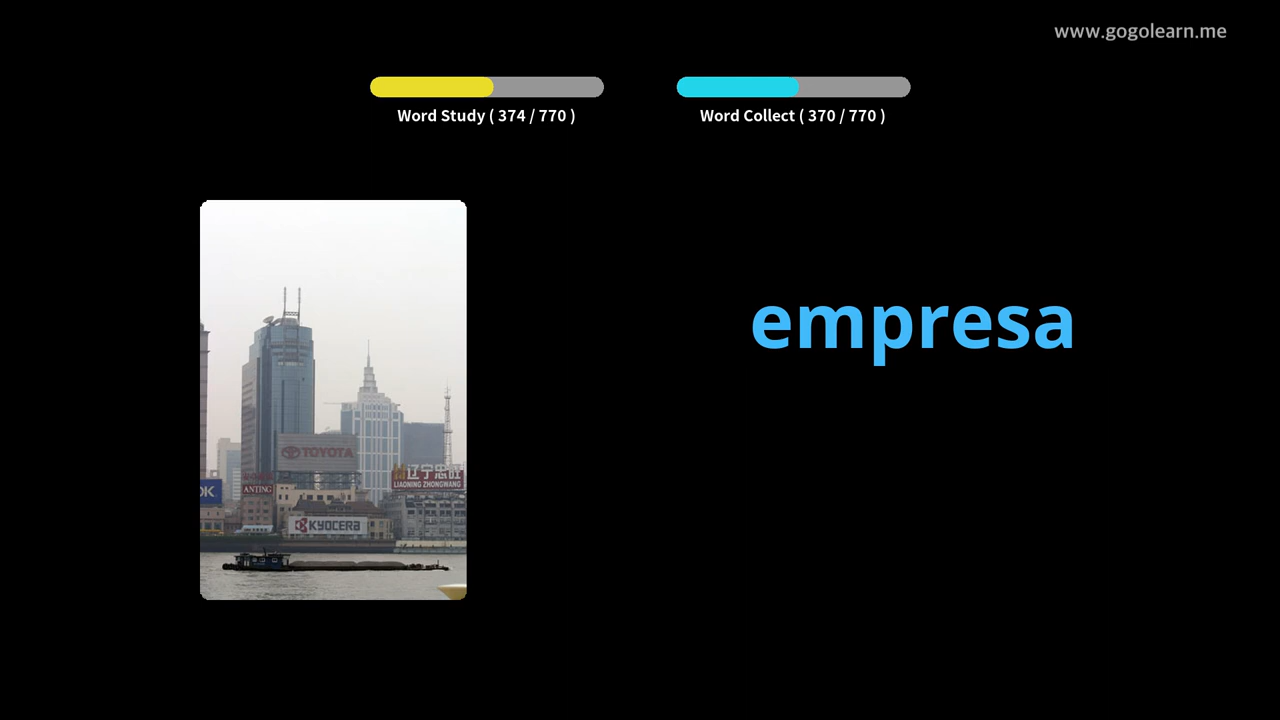 www.gogolearn.me
Word Study ( 374 / 770 )
Word Collect ( 370 / 770 )
empresa
TOYOTA
辽宁忠旺
LIAONING ZHONGWANG
OK
ANTING
KYOCERA